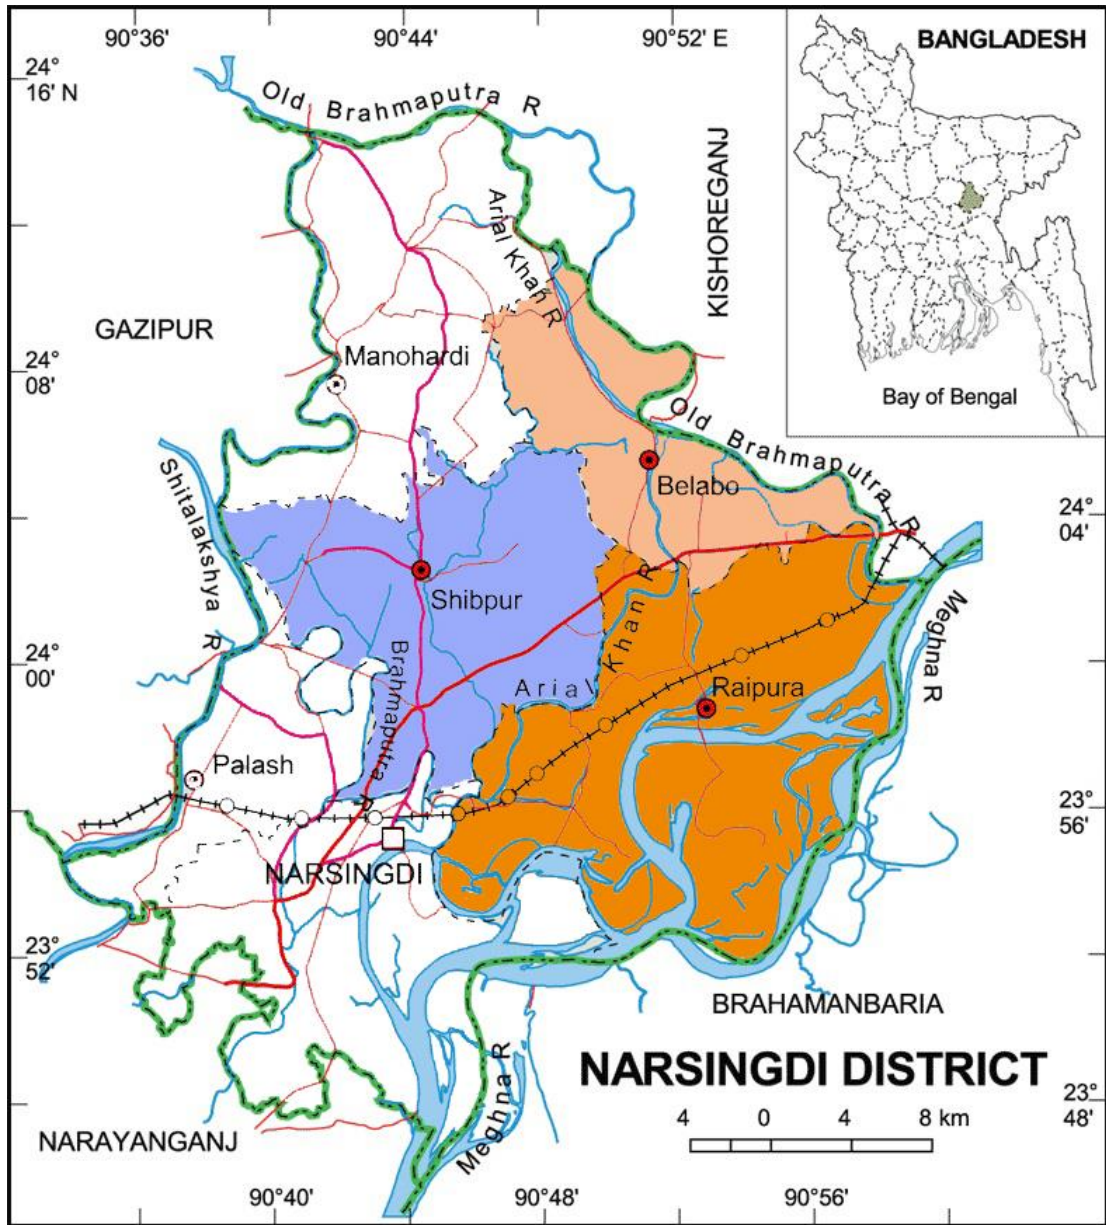 90°36'
90°44'
90°52' E
24°
16' N
BANGLADESH
Old Brahmaputra R
KISHOREGANJ
Arial Khan R
GAZIPUR
24°
08'
Manohardi
Bay of Bengal
Old Brahmaputra R
Shitalakshya R
Belabo
24°
04'
Shibpur
Brahmaputra R
Arial Khan R
Meghna R
24°
00'
Raipura
Palash
23°
56'
NARSINGDI
23°
52'
BRAHAMANBARIA
NARSINGDI DISTRICT
Meghna R
23°
48'
4 0 4 8 km
NARAYANGANJ
90°40'
90°48'
90°56'